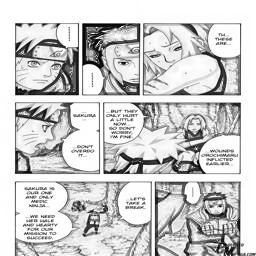 TH...
THESE
ARE...
.......
.......
...BUT THEY
ONLY HURT
A LITTLE
NOW.
SO DON'T
WORRY.
I'M FINE.
WOUNDS
OROCHIMARU
INFLICTED
EARLIER...
SAKURA
...
...DON'T
OVERDO
IT...
LET'S
TAKE A
BREAK.
SAKURA IS
OUR ONE
AND ONLY
MEDIC
NINJA.
...WE NEED
HER HALE
AND HEARTY
FOR OUR
MISSION TO
SUCCEED.